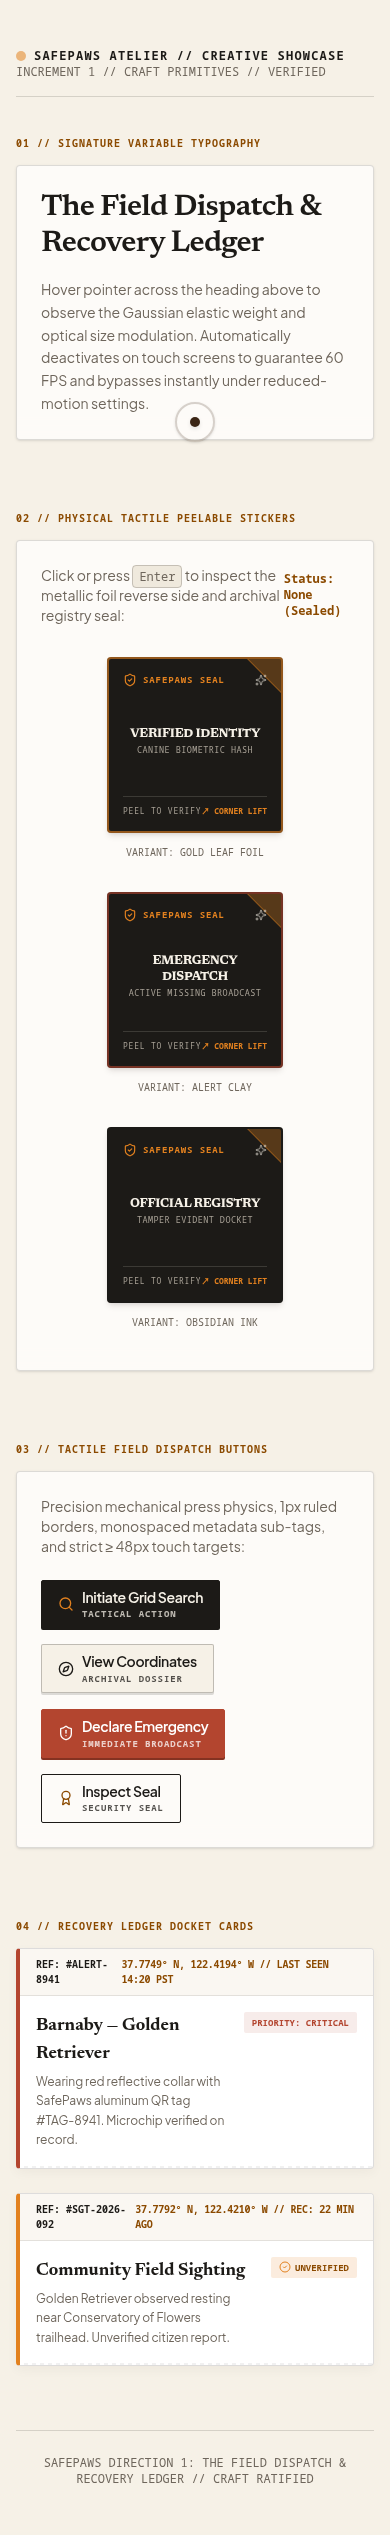 SAFEPAWS ATELIER // CREATIVE SHOWCASE
INCREMENT 1 // CRAFT PRIMITIVES // VERIFIED
01 // SIGNATURE VARIABLE TYPOGRAPHY
The Field Dispatch &
Recovery Ledger
Hover pointer across the heading above to
observe the Gaussian elastic weight and
optical size modulation. Automatically
deactivates on touch screens to guarantee 60
FPS and bypasses instantly under reduced-
motion settings.
02 // PHYSICAL TACTILE PEELABLE STICKERS
Click or press Enter to inspect the
metallic foil reverse side and archival
registry seal:
Status:
None
(Sealed)
SAFEPAWS SEAL
VERIFIED IDENTITY
CANINE BIOMETRIC HASH
PEEL TO VERIFY ↗ CORNER LIFT
VARIANT: GOLD LEAF FOIL
SAFEPAWS SEAL
EMERGENCY
DISPATCH
ACTIVE MISSING BROADCAST
PEEL TO VERIFY ↗ CORNER LIFT
VARIANT: ALERT CLAY
SAFEPAWS SEAL
OFFICIAL REGISTRY
TAMPER EVIDENT DOCKET
PEEL TO VERIFY ↗ CORNER LIFT
VARIANT: OBSIDIAN INK
03 // TACTILE FIELD DISPATCH BUTTONS
Precision mechanical press physics, 1px ruled
borders, monospaced metadata sub-tags,
and strict ≥ 48px touch targets:
Initiate Grid Search
TACTICAL ACTION
View Coordinates
ARCHIVAL DOSSIER
Declare Emergency
IMMEDIATE BROADCAST
Inspect Seal
SECURITY SEAL
04 // RECOVERY LEDGER DOCKET CARDS
REF: #ALERT-
8941
37.7749° N, 122.4194° W // LAST SEEN
14:20 PST
Barnaby — Golden
Retriever
PRIORITY: CRITICAL
Wearing red reflective collar with
SafePaws aluminum QR tag
#TAG-8941. Microchip verified on
record.
REF: #SGT-2026-
092
37.7792° N, 122.4210° W // REC: 22 MIN
AGO
Community Field Sighting
UNVERIFIED
Golden Retriever observed resting
near Conservatory of Flowers
trailhead. Unverified citizen report.
SAFEPAWS DIRECTION 1: THE FIELD DISPATCH &
RECOVERY LEDGER // CRAFT RATIFIED